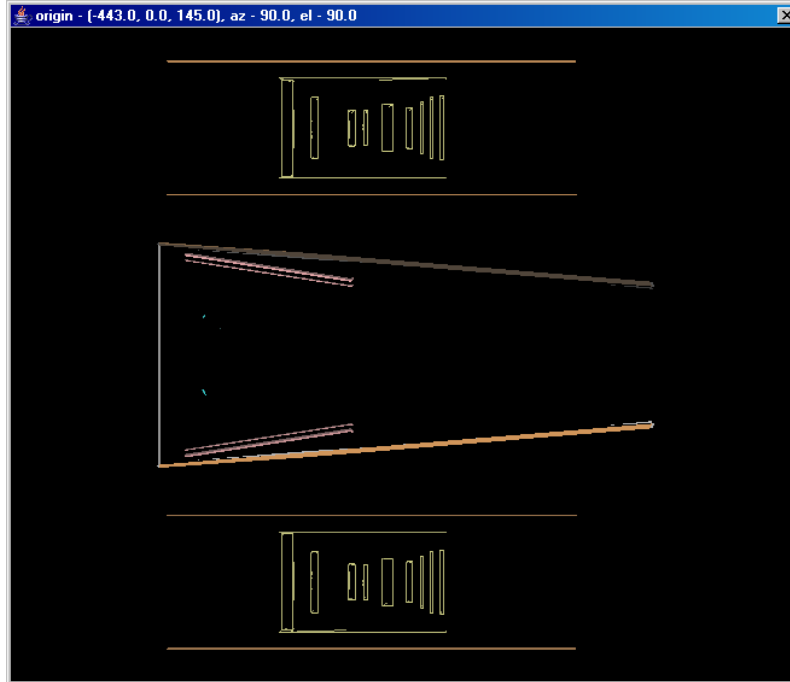 origin - (-443.0, 0.0, 145.0), az - 90.0, el - 90.0